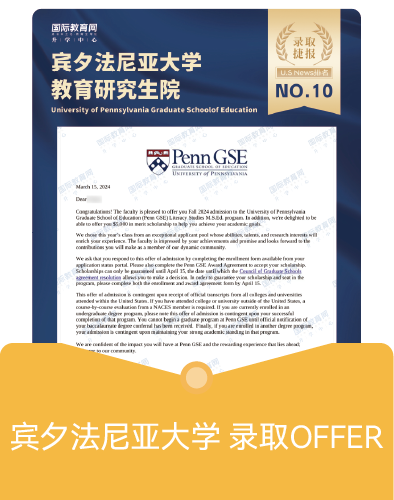 国际教育网
升 学 中 心
宾夕法尼亚大学
教育研究生院
University of Pennsylvania Graduate Schoolof Education
录取
捷报
U.S News排名
NO.10
Penn GSE
GRADUATE SCHOOL OF EDUCATION
UNIVERSITY OF PENNSYLVANIA
March 15, 2024
Dear
Congratulations! The faculty is pleased to offer you Fall 2024 admission to the University of Pennsylvania
Graduate School of Education (Penn GSE) Literacy Studies M.S.Ed. program. In addition, we're delighted to be
able to offer you $5,000 in merit scholarship to help you achieve your academic goals.
We chose this year's class from an exceptional applicant pool whose abilities, talents, and research interests will
enrich your experience. The faculty is impressed by your achievements and promise and looks forward to the
contributions you will make as a member of our dynamic community.
We ask that you respond to this offer of admission by completing the enrollment form available from your
application status portal. Please also complete the Penn GSE Award Agreement to accept your scholarship.
Scholarships can only be guaranteed until April 15, the date until which the Council of Graduate Schools
agreement resolution allows you to make a decision. In order to guarantee your scholarship and seat in the
program, please complete both the enrollment and award agreement form by April 15.
This offer of admission is contingent upon receipt of official transcripts from all colleges and universities
attended within the United States. If you have attended college or university outside of the United States, a
course-by-course evaluation from a NACES member is required. If you are currently enrolled in an
undergraduate degree program, please note this offer of admission is contingent upon your successful
completion of that program. You cannot begin a graduate program at Penn GSE until official notification of
your baccalaureate degree conferral has been received. Finally, if you are enrolled in another degree program,
your admission is contingent upon maintaining your strong academic standing in that program.
We are confident of the impact you will have at Penn GSE and the rewarding experience that lies ahead;
to our community.
宾夕法尼亚大学 录取OFFER